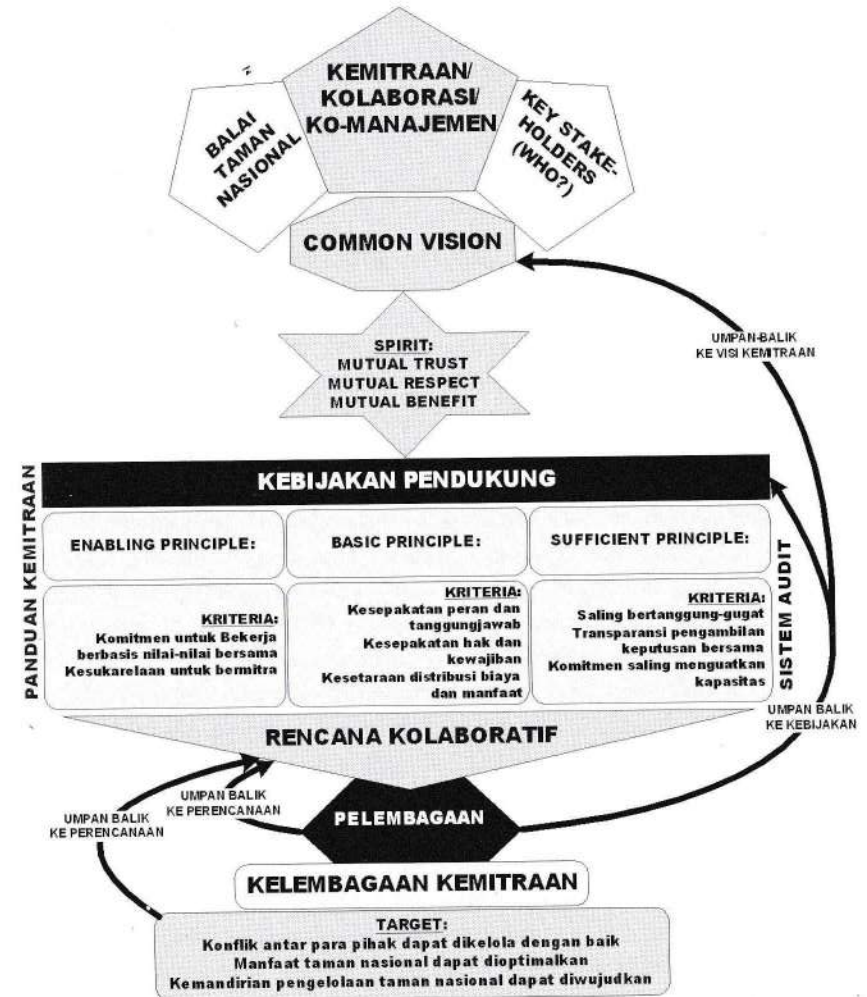 KEMITRAAN/
KOLABORASI/
KO-MANAJEMEN
BALAI
TAMAN
NASIONAL
KEY STAKE-
HOLDERS
(WHO?)
COMMON VISION
UMPAN-BALIK
KE VISI KEMITRAAN
SPIRIT:
MUTUAL TRUST
MUTUAL RESPECT
MUTUAL BENEFIT
PANDUAN KEMITRAAN
KEBIJAKAN PENDUKUNG
ENABLING PRINCIPLE:
BASIC PRINCIPLE:
SUFFICIENT PRINCIPLE:
KRITERIA:
Komitmen untuk Bekerja
berbasis nilai-nilai bersama
Kesukarelaan untuk bermitra
KRITERIA:
Kesepakatan peran dan
tanggungjawab
Kesepakatan hak dan
kewajiban
Kesetaraan distribusi biaya
dan manfaat
KRITERIA:
Saling bertanggung-gugat
Transparansi pengambilan
keputusan bersama
Komitmen saling menguatkan
kapasitas
SISTEM AUDIT
RENCANA KOLABORATIF
UMPAN BALIK
KE KEBIJAKAN
UMPAN BALIK
KE PERENCANAAN
UMPAN BALIK
KE PERENCANAAN
PELEMBAGAAN
KELEMBAGAAN KEMITRAAN
TARGET:
Konflik antar para pihak dapat dikelola dengan baik
Manfaat taman nasional dapat dioptimalkan
Kemandirian pengelolaan taman nasional dapat diwujudkan